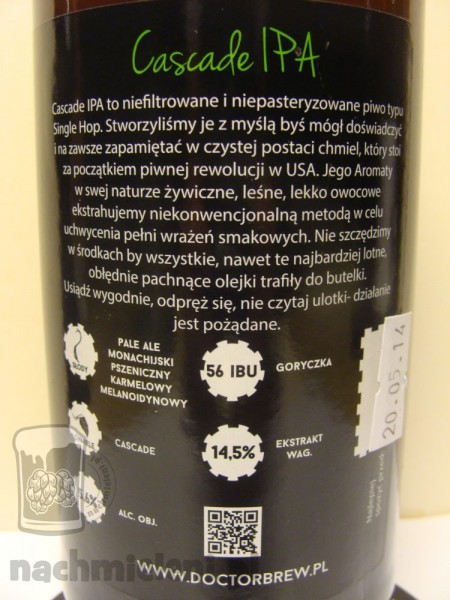 Cascade IPA
Cascade IPA to niefiltrowane i niepasteryzowane piwo typu
Single Hop. Stworzyliśmy je z myślą byś mógł doświadczyć
i na zawsze zapamiętać w czystej postaci chmiel, który stoi
za początkiem piwnej rewolucji w USA. Jego Aromaty
w swej naturze żywiczne, leśne, lekko owocowe
ekstrahujemy niekonwencjonalną metodą w celu
uchwycenia pełni wrażeń smakowych. Nie szczędzimy
w środkach by wszystkie, nawet te najbardziej lotne,
obłędnie pachnące olejki trafiły do butelki.
Usiądź wygodnie, odpręż się, nie czytaj ulotki- działanie
jest pożądane.
SŁODY
PALE ALE
MONACHIJSKI
PSZENICZNY
KARMELOWY
MELANOIDYNOWY
56 IBU
GORYCZKA
CASCADE
14,5%
EKSTRAKT
WAG.
ALC. OBJ.
20-05-14
Najlepiej
spożyć przed
WWW.DOCTORBREW.PL